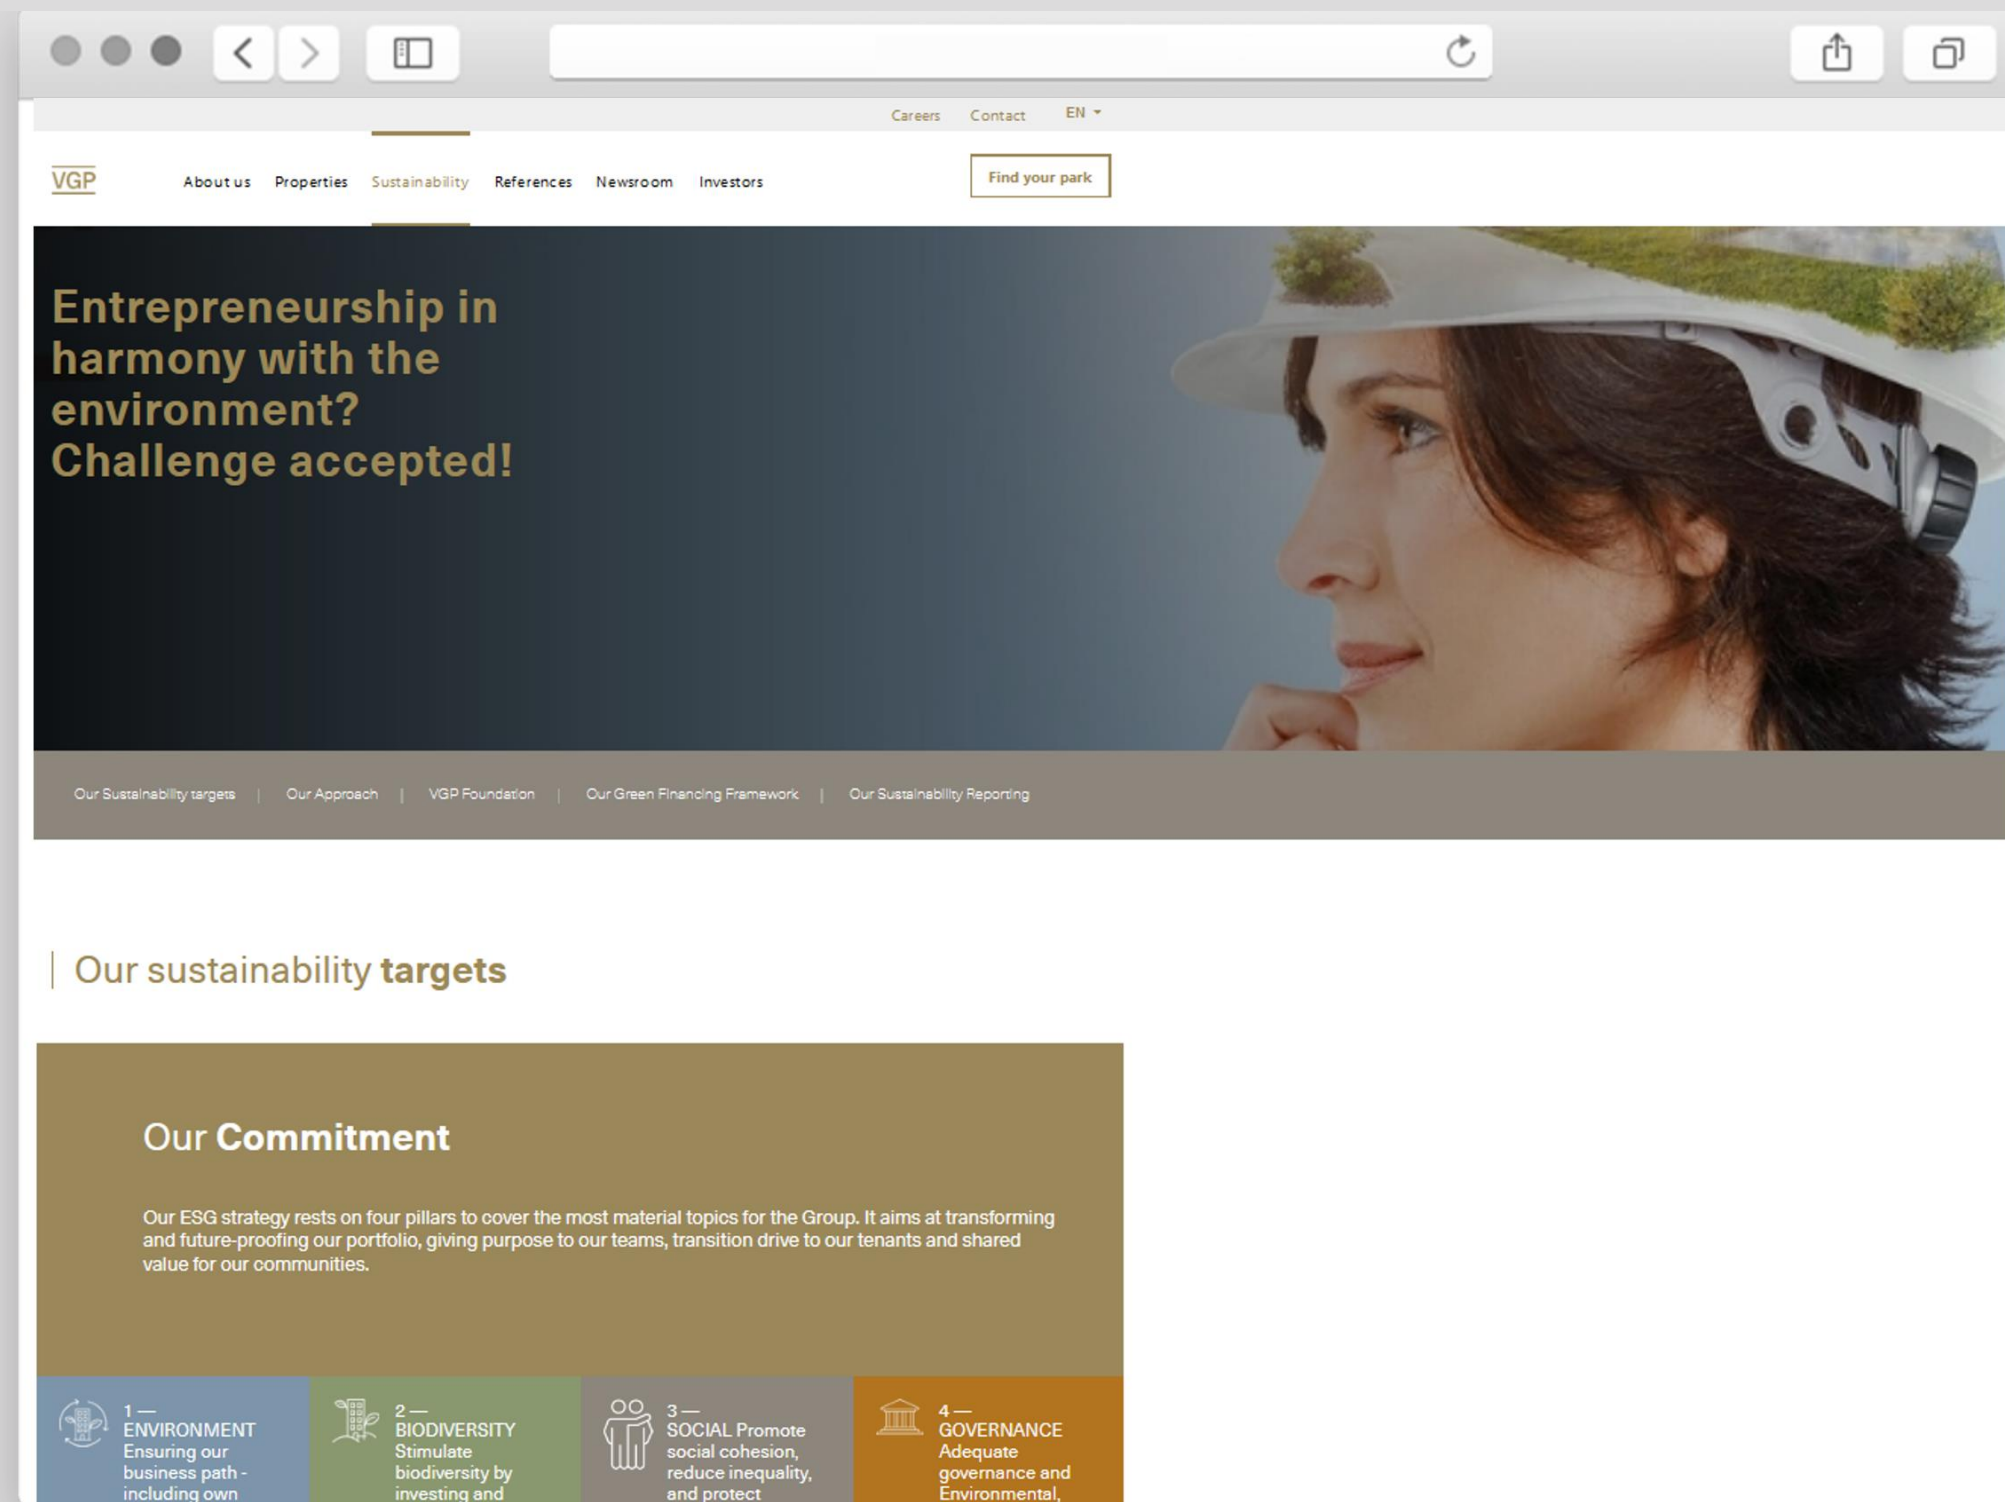 Careers Contact EN
VGP
About us Properties Sustainability References Newsroom Investors
Find your park
Entrepreneurship in
harmony with the
environment?
Challenge accepted!
Our Sustainability targets | Our Approach | VGP Foundation | Our Green Financing Framework | Our Sustainability Reporting
Our sustainability targets
Our Commitment
Our ESG strategy rests on four pillars to cover the most material topics for the Group. It aims at transforming
and future-proofing our portfolio, giving purpose to our teams, transition drive to our tenants and shared
value for our communities.
1 —
ENVIRONMENT
Ensuring our
business path -
including own
2 —
BIODIVERSITY
Stimulate
biodiversity by
investing and
3 —
SOCIAL Promote
social cohesion,
reduce inequality,
and protect
4 —
GOVERNANCE
Adequate
governance and
Environmental,